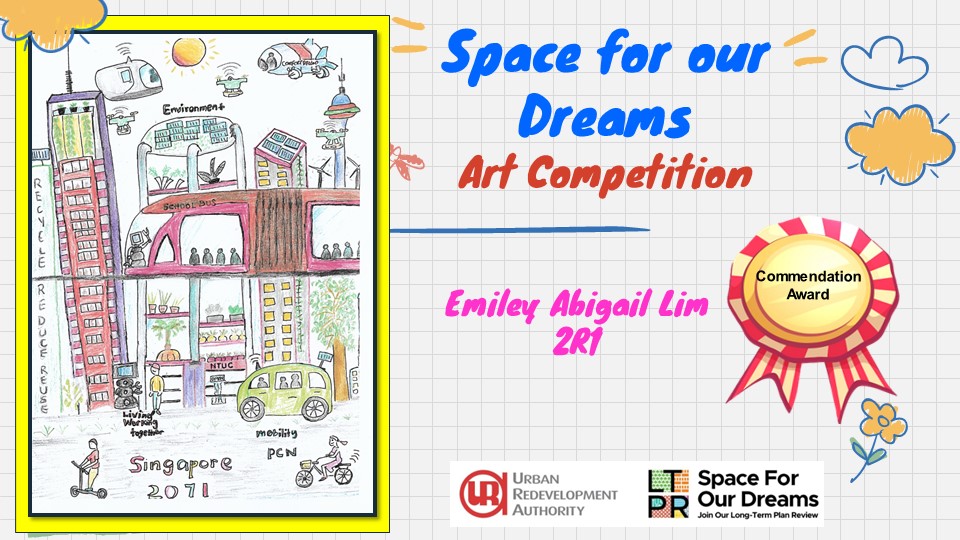 Space for our
Dreams
Art Competition
Emiley Abigail Lim
2R1
Commendation
Award
URBAN
REDEVELOPMENT
AUTHORITY
LT
PR
Space For
Our Dreams
Join Our Long-Term Plan Review
Environment
SCHOOL BUS
RECYCLE REDUCE REUSE
NTUC
Living
Working
together
mobility
PCN
Singapore
2071